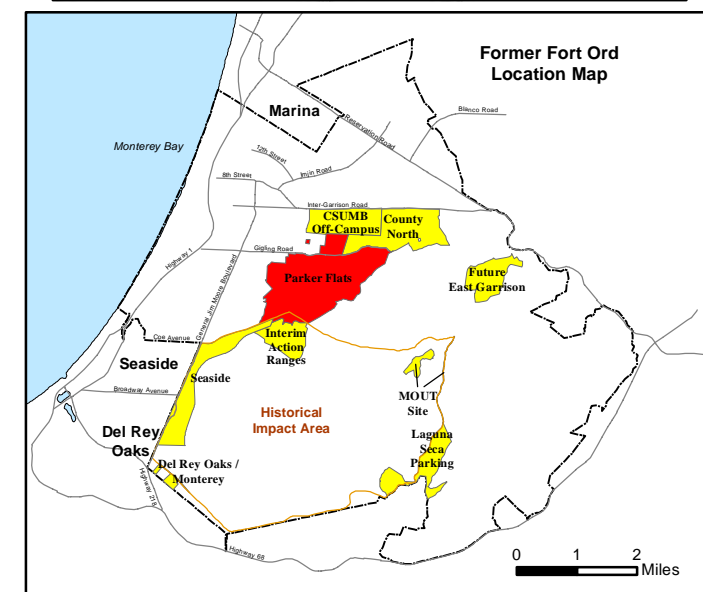 Former Fort Ord
Location Map
Marina
Blanco Road
Reservation Road
Monterey Bay
12th Street
Imjin Road
8th Street
Inter-Garrison Road
CSUMB
Off-Campus
County
North
Gigling Road
Highway 1
General Jim Moore Boulevard
Parker Flats
Future
East Garrison
Coe Avenue
Interim
Action
Ranges
Seaside
Seaside
Broadway Avenue
MOUT
Site
Historical
Impact Area
Del Rey
Oaks
Laguna
Seca
Parking
Del Rey Oaks /
Monterey
Highway 218
Highway 68
0 1 2
Miles